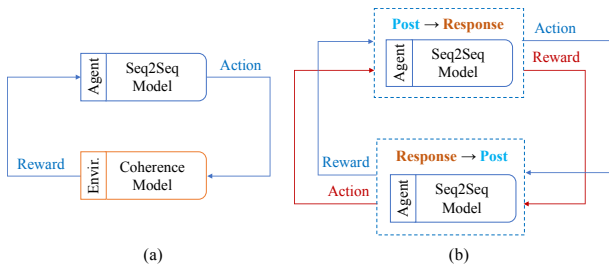 Agent
Seq2Seq
Model
Action
Reward
Envir.
Coherence
Model
(a)
Post → Response
Agent
Seq2Seq
Model
Action
Reward
Reward
Action
Response → Post
Agent
Seq2Seq
Model
(b)